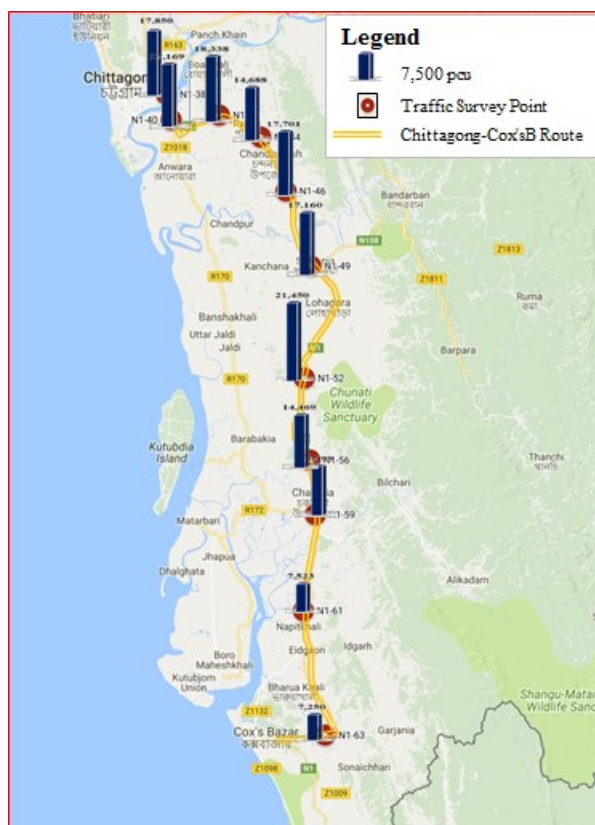 Legend
7,500 pcu
Traffic Survey Point
Chittagong-Cox'sB Route
Bhatiari
17,850
Panch Khain
R163
18,338
Chittagong
চট্টগ্রাম
N1-38
14,688
N1-40
17,701
Z1018
Anwara
আনোয়ারা
N1-46
17,160
Bandarban
বান্দরবান
Chandpur
N108
Z1813
N1-49
Kanchana
R170
Z1811
Ruma
রুমা
Lohagara
21,450
Banshakhali
Uttar Jaldi
Jaldi
Barpara
R170
N1-52
Chunati
Wildlife
Sanctuary
14,469
Kutubdia
Island
Barabakia
N1-56
Thanchi
থানচি
Bilchari
R172
Matarbari
Jhapua
Dhalghata
Alikadam
7,523
N1-61
Eidgaon
Idgarh
Boro
Maheshkhali
Kutubjom
Union
Bharua Khali
Shangu-Mata
Wildlife Sanc
7,250
Z1132
Garjania
Cox's Bazar
কক্সবাজার
N1-63
Sonaichhari
Z1098
N1
Z1009